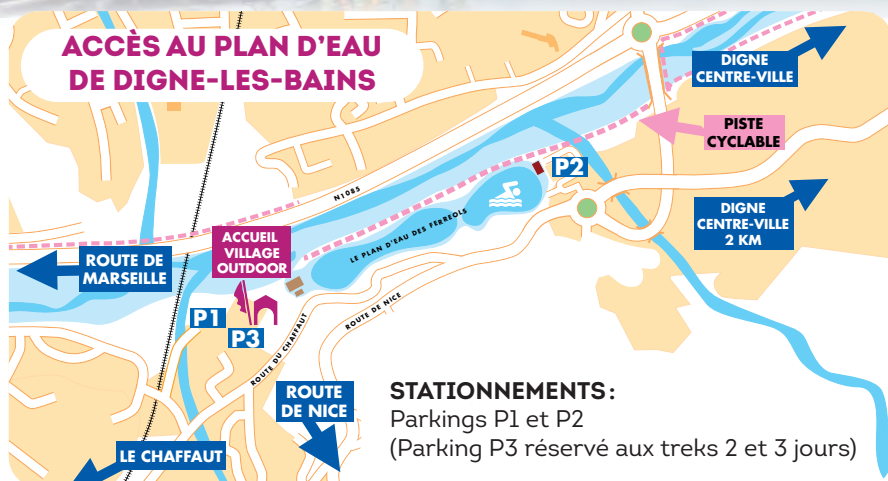 ACCÈS AU PLAN D'EAU
DE DIGNE-LES-BAINS
DIGNE
CENTRE-VILLE
PISTE
CYCLABLE
P2
N1085
DIGNE
CENTRE-VILLE
2 KM
LE PLAN D'EAU DES FERREOLS
ACCUEIL
VILLAGE
OUTDOOR
ROUTE DE
MARSEILLE
P1
P3
ROUTE DU CHAFFAUT
ROUTE DE NICE
ROUTE
DE NICE
LE CHAFFAUT
STATIONNEMENTS:
Parkings P1 et P2
(Parking P3 réservé aux treks 2 et 3 jours)